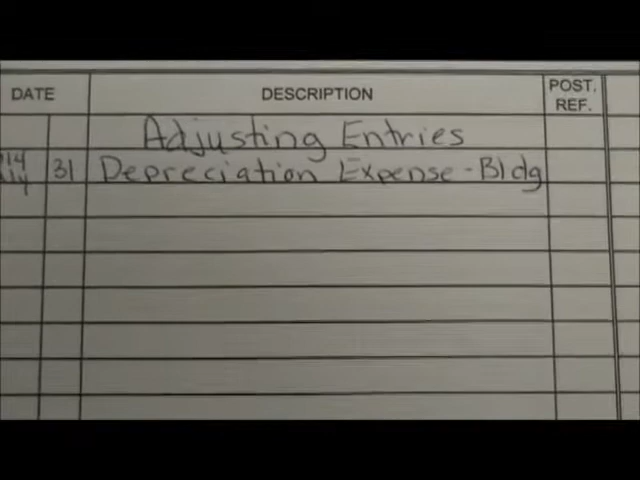 DATE DESCRIPTION POST. REF.
Adjusting Entries
31 Depreciation Expense - Bldg